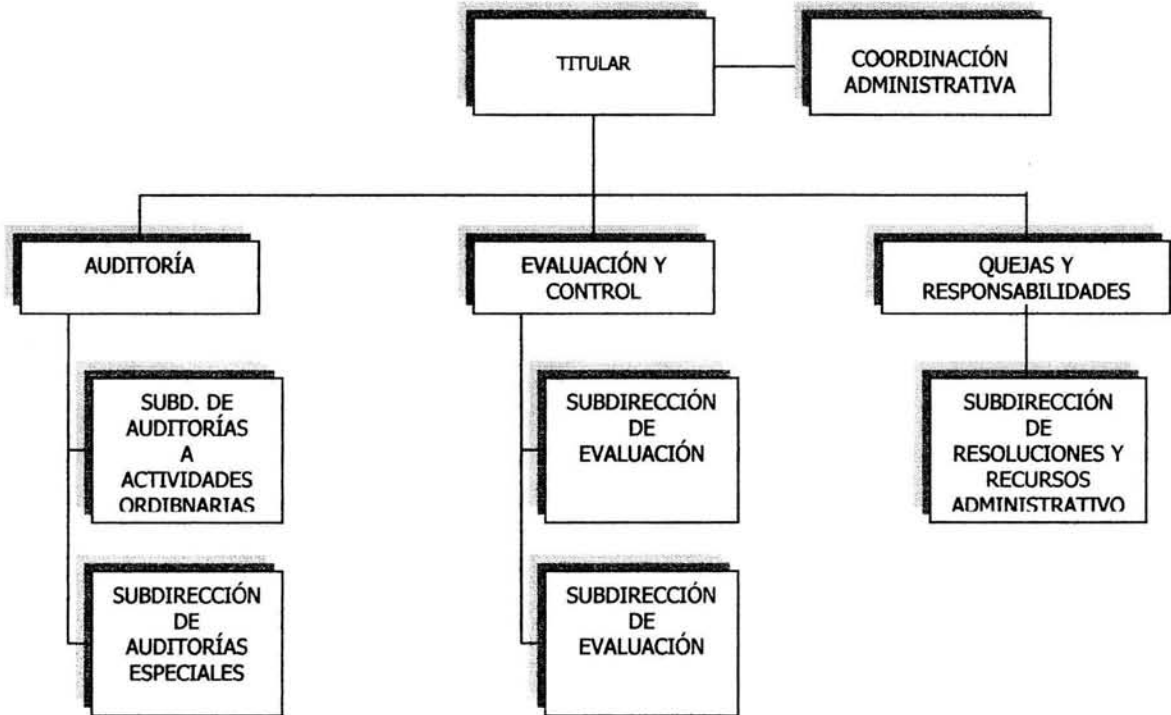 TITULAR
COORDINACIÓN
ADMINISTRATIVA
AUDITORÍA
EVALUACIÓN Y
CONTROL
QUEJAS Y
RESPONSABILIDADES
SUBD. DE
AUDITORÍAS
A
ACTIVIDADES
ORDIBNARIAS
SUBDIRECCIÓN
DE
EVALUACIÓN
SUBDIRECCIÓN
DE
RESOLUCIONES Y
RECURSOS
ADMINISTRATIVO
SUBDIRECCIÓN
DE
AUDITORÍAS
ESPECIALES
SUBDIRECCIÓN
DE
EVALUACIÓN